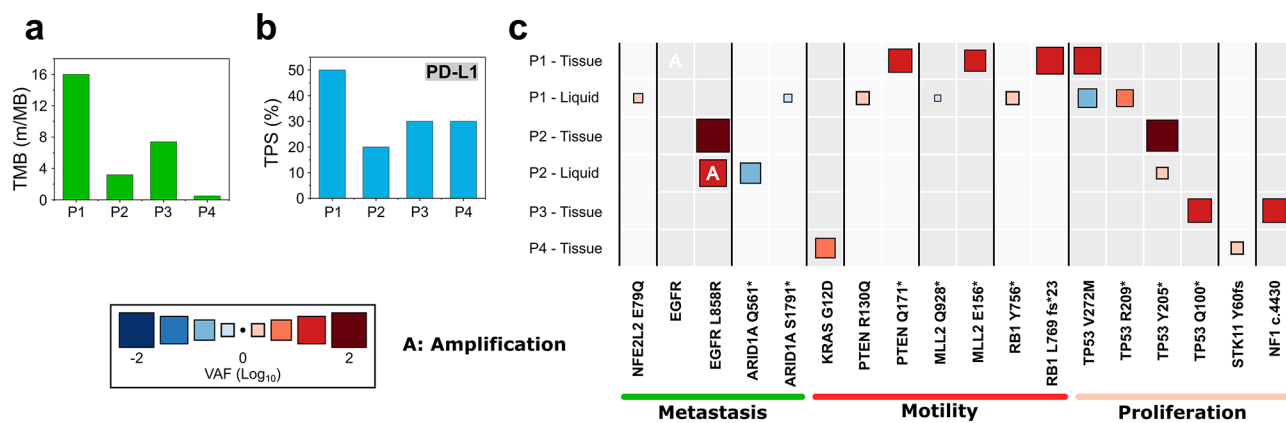 a
TMB (m/MB)
16
12
8
4
0
P1
P2
P3
P4
b
PD-L1
TPS (%)
50
40
30
20
10
0
P1
P2
P3
P4
-2
0
2
VAF (Log10)
A: Amplification
c
P1 - Tissue
A
P1 - Liquid
P2 - Tissue
P2 - Liquid
A
P3 - Tissue
P4 - Tissue
NFE2L2 E79Q
EGFR
EGFR L858R
ARID1A Q561*
ARID1A S1791*
KRAS G12D
PTEN R130Q
PTEN Q171*
MLL2 Q928*
MLL2 E156*
RB1 Y756*
RB1 L769 fs*23
TP53 V272M
TP53 R209*
TP53 Y205*
TP53 Q100*
STK11 Y60fs
NF1 c.4430
Metastasis
Motility
Proliferation